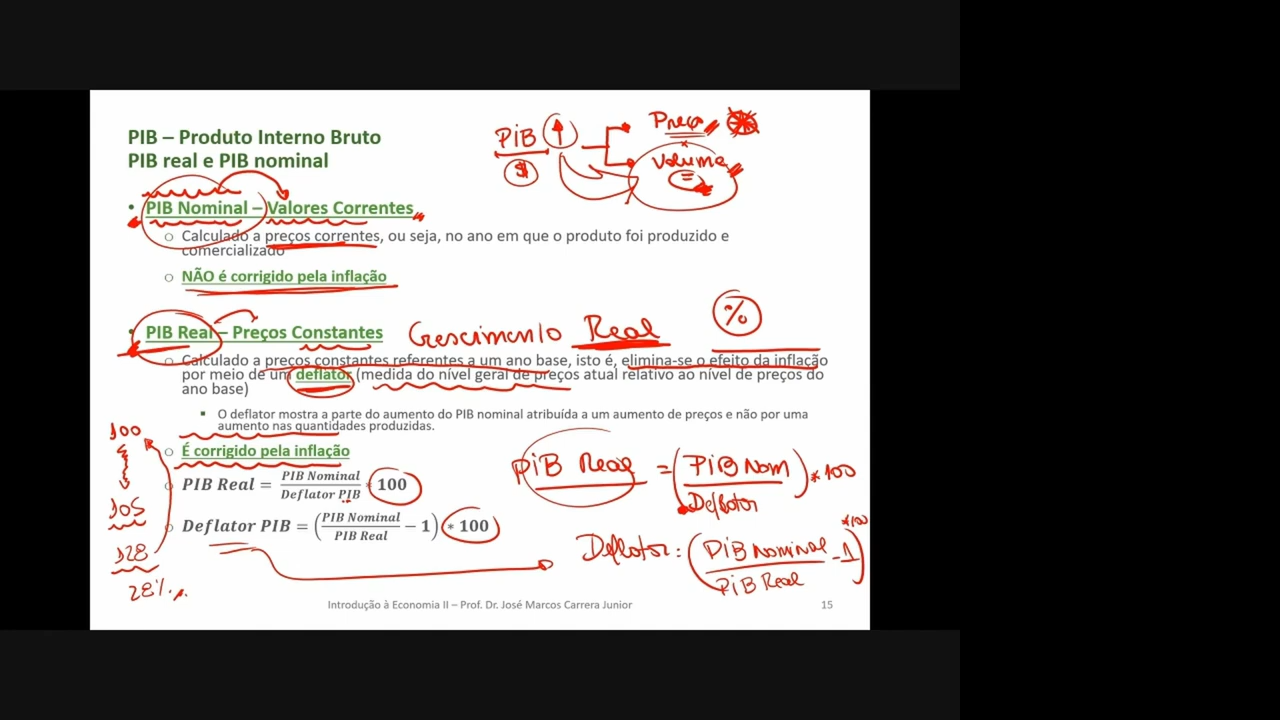 PIB – Produto Interno Bruto
PIB real e PIB nominal
PIB ↑
$
Preço
Volume
=
• PIB Nominal – Valores Correntes
o Calculado a preços correntes, ou seja, no ano em que o produto foi produzido e
comercializado
o NÃO é corrigido pela inflação
• PIB Real – Preços Constantes
Crescimento Real
%
o Calculado a preços constantes referentes a um ano base, isto é, elimina-se o efeito da inflação
por meio de um deflator (medida do nível geral de preços atual relativo ao nível de preços do
ano base)
▪ O deflator mostra a parte do aumento do PIB nominal atribuída a um aumento de preços e não por uma
aumento nas quantidades produzidas.
o É corrigido pela inflação
o PIB Real = PIB Nominal / Deflator PIB * 100
o Deflator PIB = (PIB Nominal / PIB Real − 1) * 100
100
105
128
28%
PIB Real = (PIB Nom / Deflator) * 100
Deflator: (PIB Nominal / PIB Real - 1) *100
Introdução à Economia II – Prof. Dr. José Marcos Carrera Junior
15